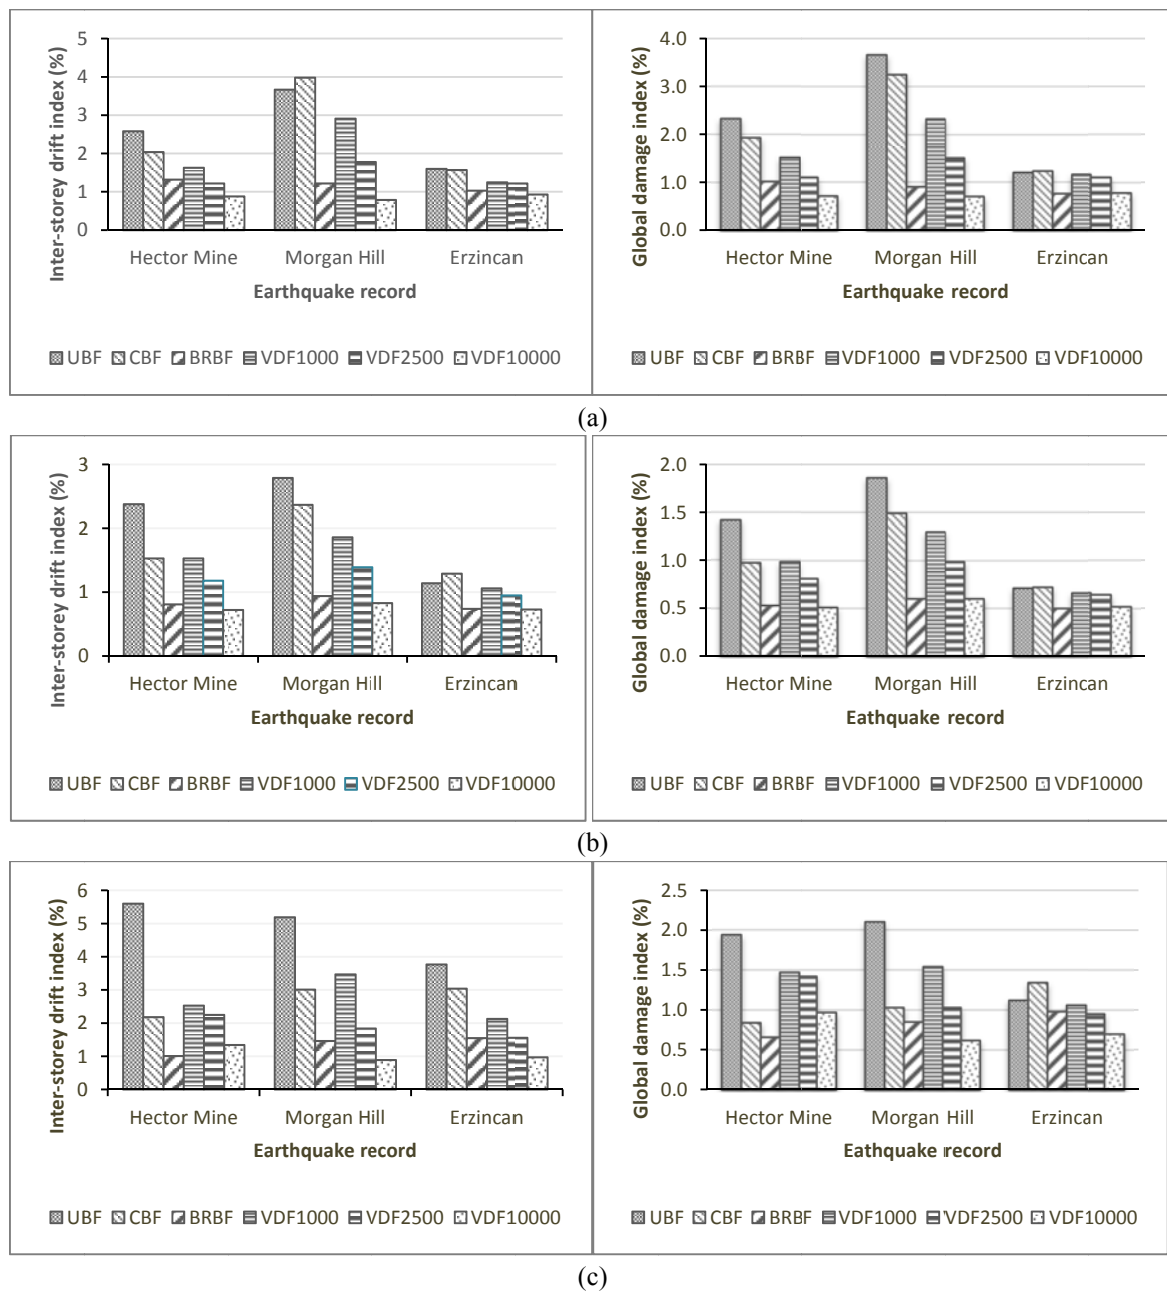 Inter-storey drift index (%)
5
4
3
2
1
0
Hector Mine Morgan Hill Erzincan
Earthquake record
UBF CBF BRBF VDF1000 VDF2500 VDF10000
Global damage index (%)
4.0
3.0
2.0
1.0
0.0
Hector Mine Morgan Hill Erzincan
Earthquake record
UBF CBF BRBF VDF1000 VDF2500 VDF10000
(a)
Inter-storey drift index (%)
3
2
1
0
Hector Mine Morgan Hill Erzincan
Earthquake record
UBF CBF BRBF VDF1000 VDF2500 VDF10000
Global damage index (%)
2.0
1.5
1.0
0.5
0.0
Hector Mine Morgan Hill Erzincan
Eathquake record
UBF CBF BRBF VDF1000 VDF2500 VDF10000
(b)
Inter-storey drift index (%)
6
5
4
3
2
1
0
Hector Mine Morgan Hill Erzincan
Earthquake record
UBF CBF BRBF VDF1000 VDF2500 VDF10000
Global damage index (%)
2.5
2.0
1.5
1.0
0.5
0.0
Hector Mine Morgan Hill Erzincan
Eathquake record
UBF CBF BRBF VDF1000 VDF2500 VDF10000
(c)